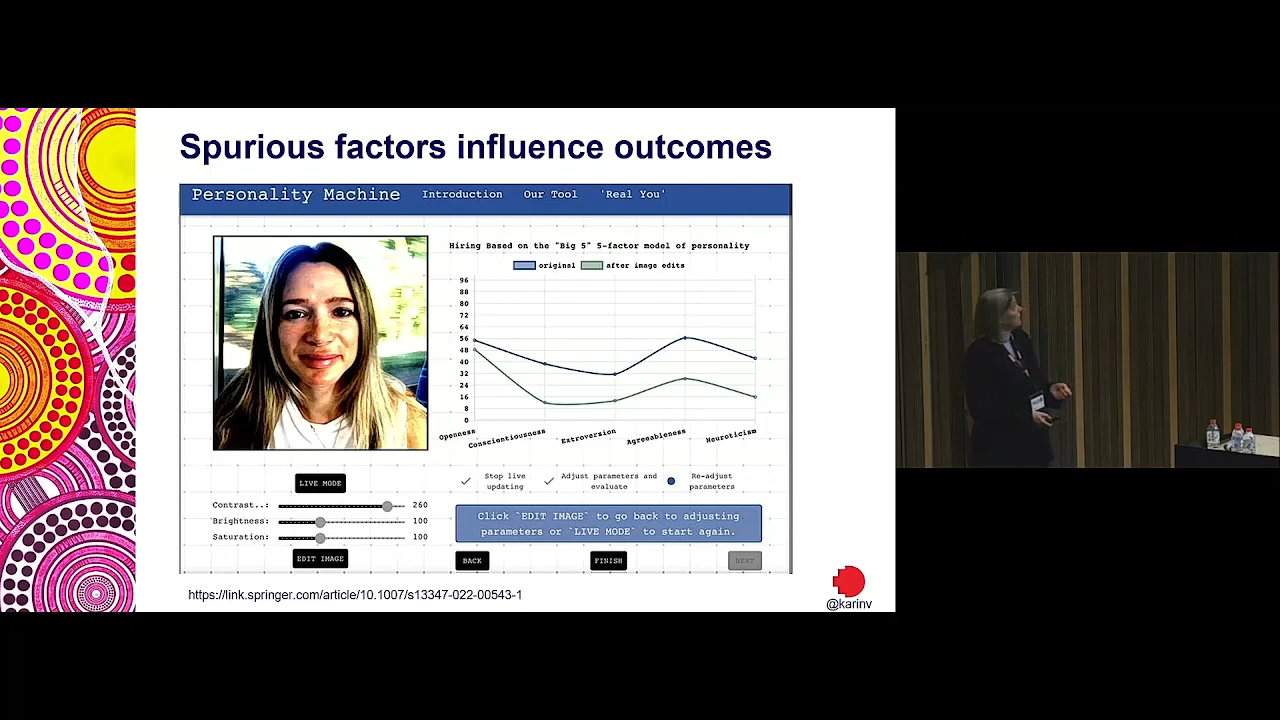 Spurious factors influence outcomes
Personality Machine Introduction Our Tool 'Real You'
Hiring Based on the "Big 5" 5-factor model of personality
original after image edits
96
88
80
72
64
56
48
40
32
24
16
8
0
Openness Conscientiousness Extroversion Agreeableness Neuroticism
LIVE MODE
Stop live updating
Adjust parameters and evaluate
Re-adjust parameters
Contrast..: 260
Brightness: 100
Saturation: 100
EDIT IMAGE
Click `EDIT IMAGE` to go back to adjusting
parameters or `LIVE MODE` to start again.
BACK FINISH NEXT
https://link.springer.com/article/10.1007/s13347-022-00543-1
@karinv